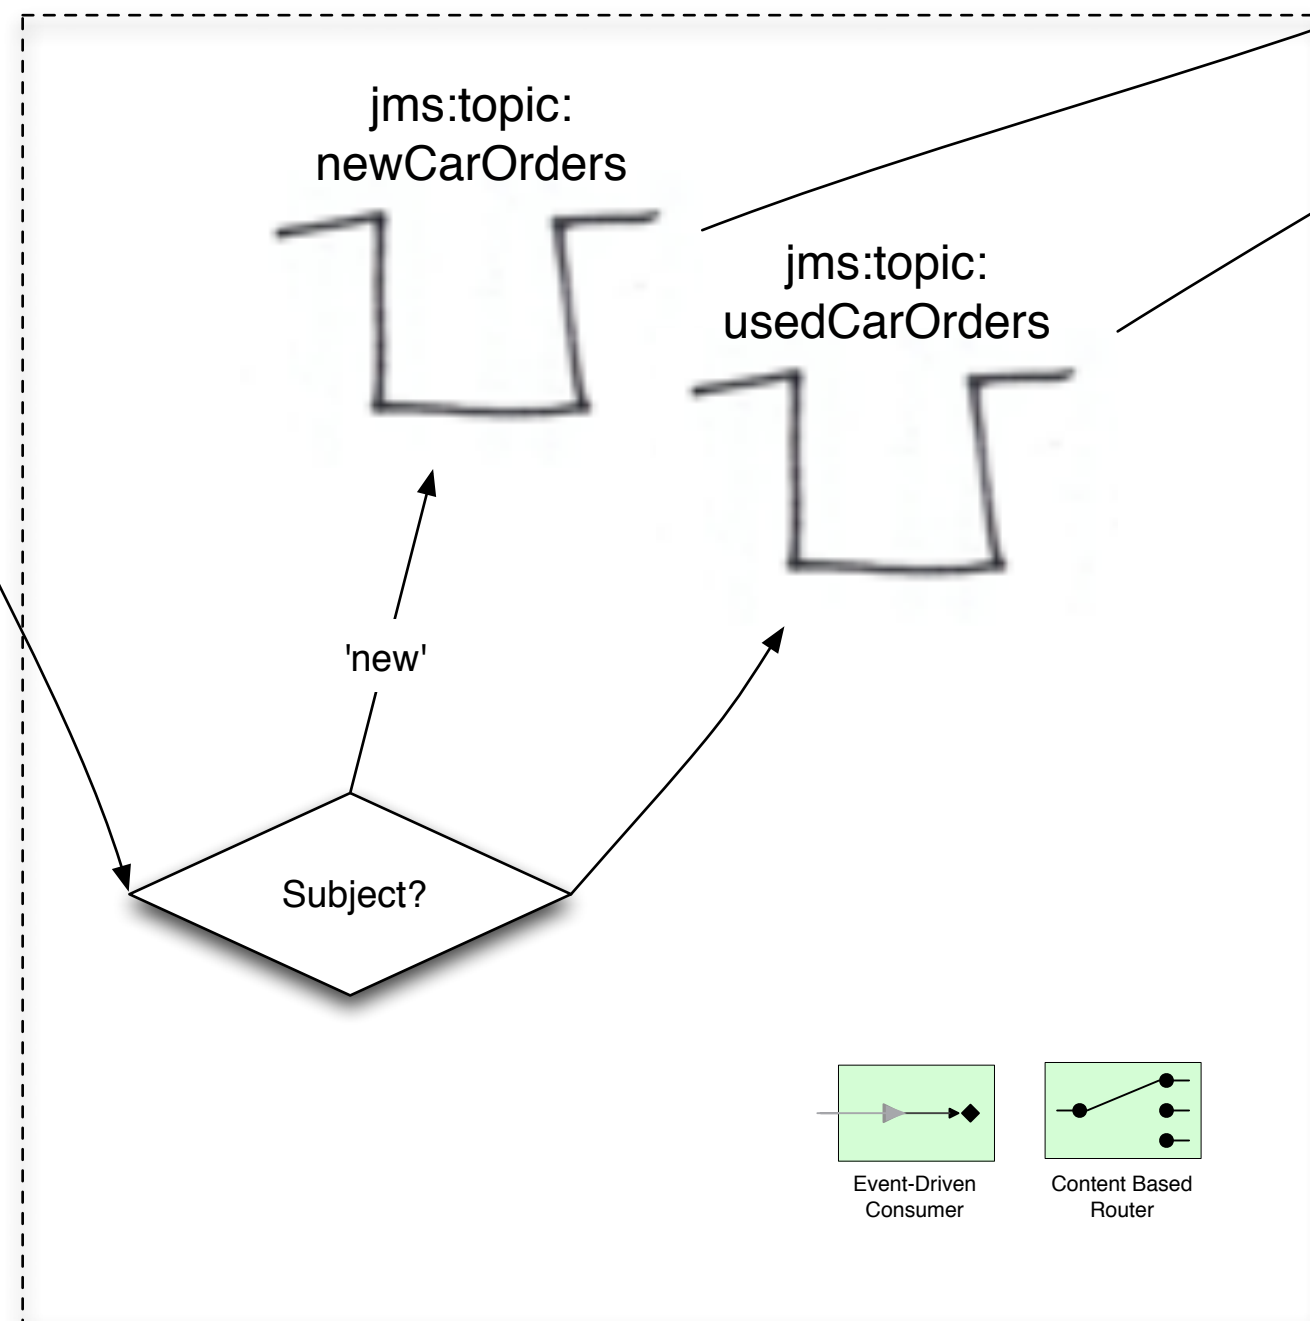 jms:topic:
newCarOrders
jms:topic:
usedCarOrders
'new'
Subject?
Event-Driven
Consumer
Content Based
Router